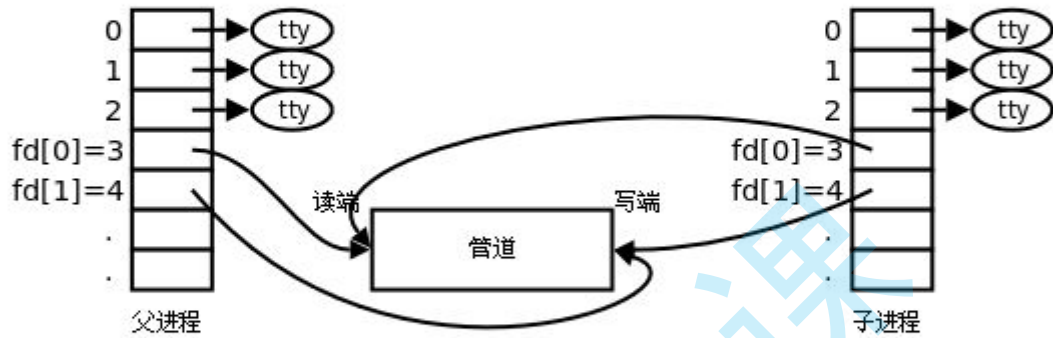 0 tty 0 tty
1 tty 1 tty
2 tty 2 tty
fd[0]=3 fd[0]=3
fd[1]=4 读端 写端 fd[1]=4
. 管道 .
. .
父进程 子进程
课